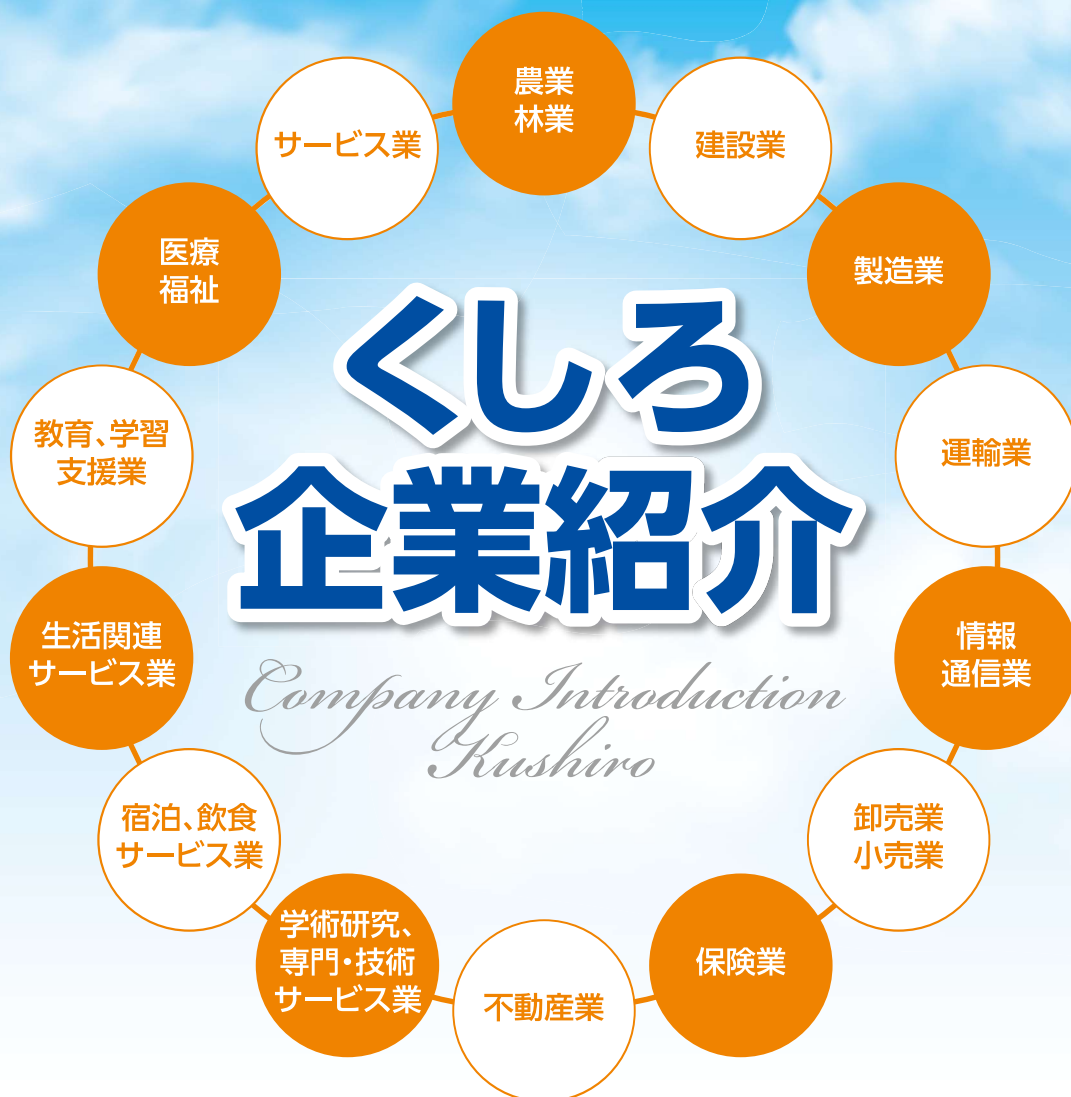 農業
林業
建設業
製造業
運輸業
情報
通信業
卸売業
小売業
保険業
不動産業
学術研究、
専門・技術
サービス業
宿泊、飲食
サービス業
生活関連
サービス業
教育、学習
支援業
医療
福祉
サービス業
くしろ
企業紹介
Company Introduction
Kushiro